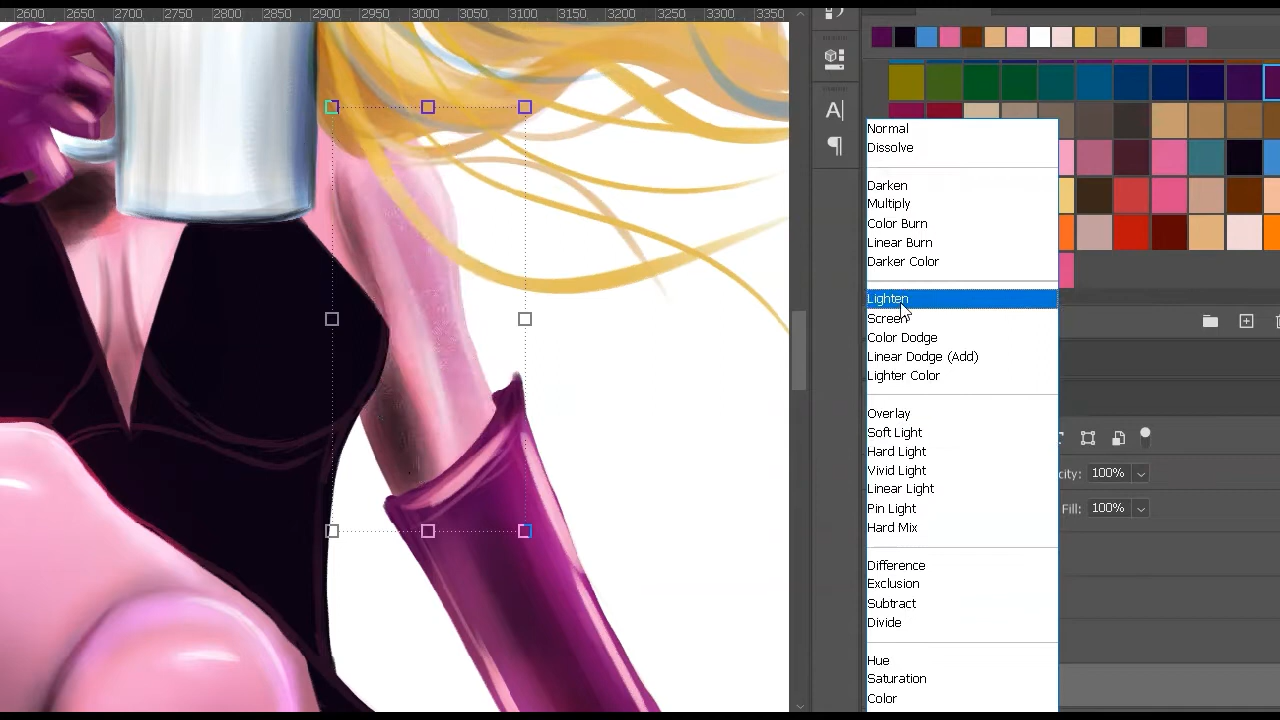 2600 2650 2700 2750 2800 2850 2900 2950 3000 3050 3100 3150 3200 3250 3300 3350
A
Normal
Dissolve
Darken
Multiply
Color Burn
Linear Burn
Darker Color
Lighten
Screen
Color Dodge
Linear Dodge (Add)
Lighter Color
Overlay
Soft Light
Hard Light
Vivid Light
Linear Light
Pin Light
Hard Mix
Difference
Exclusion
Subtract
Divide
Hue
Saturation
Color
city: 100%
Fill: 100%